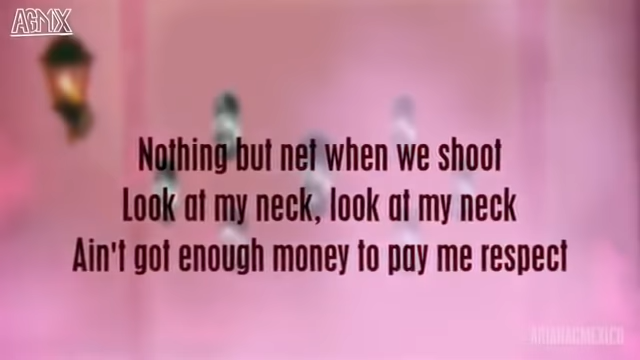 AGMX
Nothing but net when we shoot
Look at my neck, look at my neck
Ain't got enough money to pay me respect
ARIANAGMEXICO